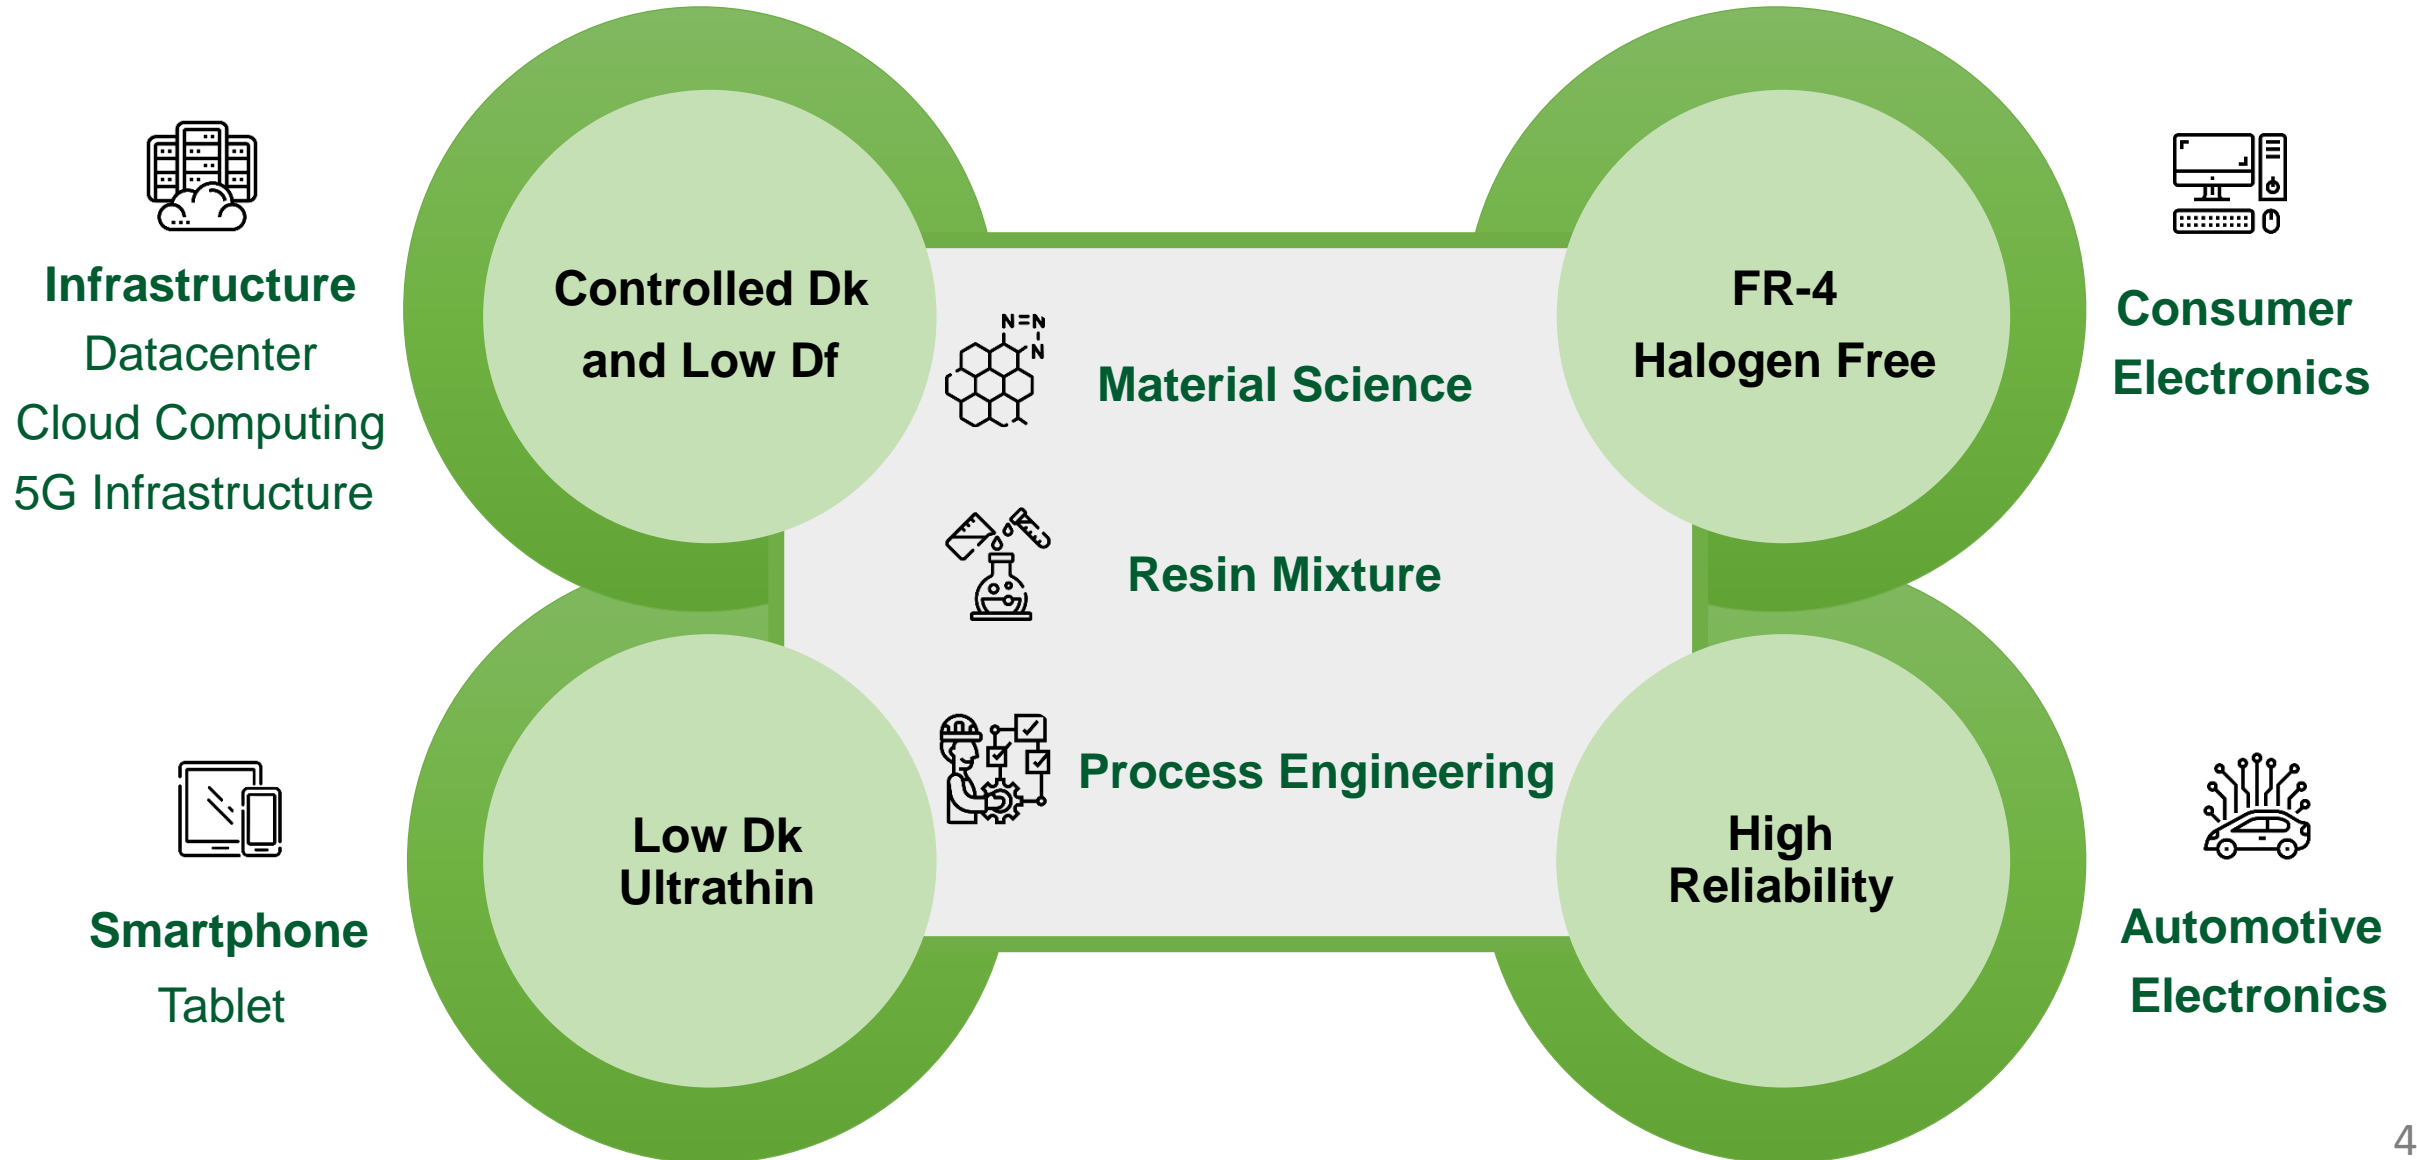 Infrastructure
Datacenter
Cloud Computing
5G Infrastructure
Controlled Dk
and Low Df
Smartphone
Tablet
Low Dk
Ultrathin
N=N
N
Material Science
Resin Mixture
Process Engineering
FR-4
Halogen Free
Consumer
Electronics
High
Reliability
Automotive
Electronics
4